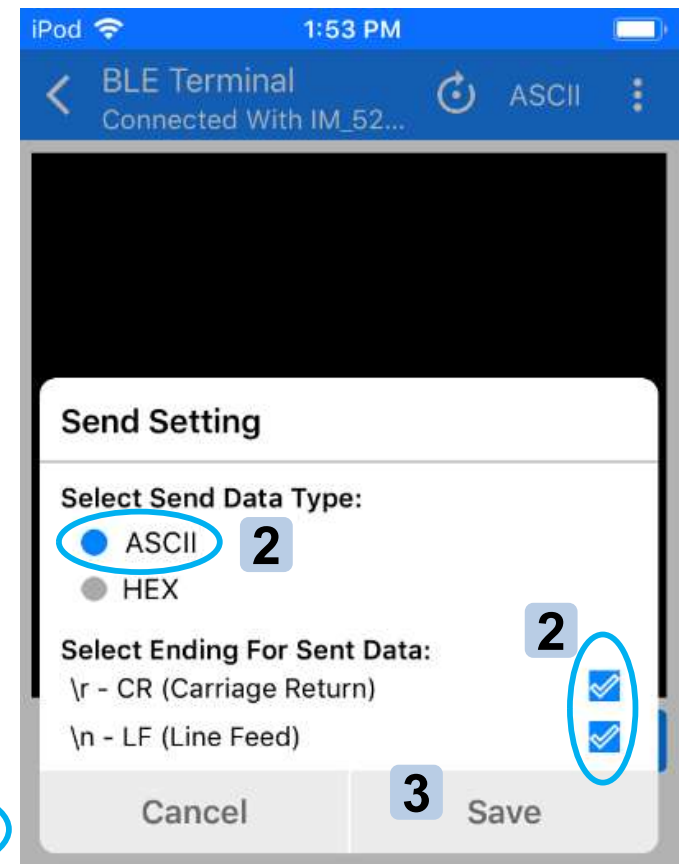 iPod 1:53 PM
BLE Terminal
Connected With IM_52... ASCII
Send Setting
Select Send Data Type:
ASCII 2
HEX
2
Select Ending For Sent Data:
\r - CR (Carriage Return)
\n - LF (Line Feed)
Cancel 3 Save